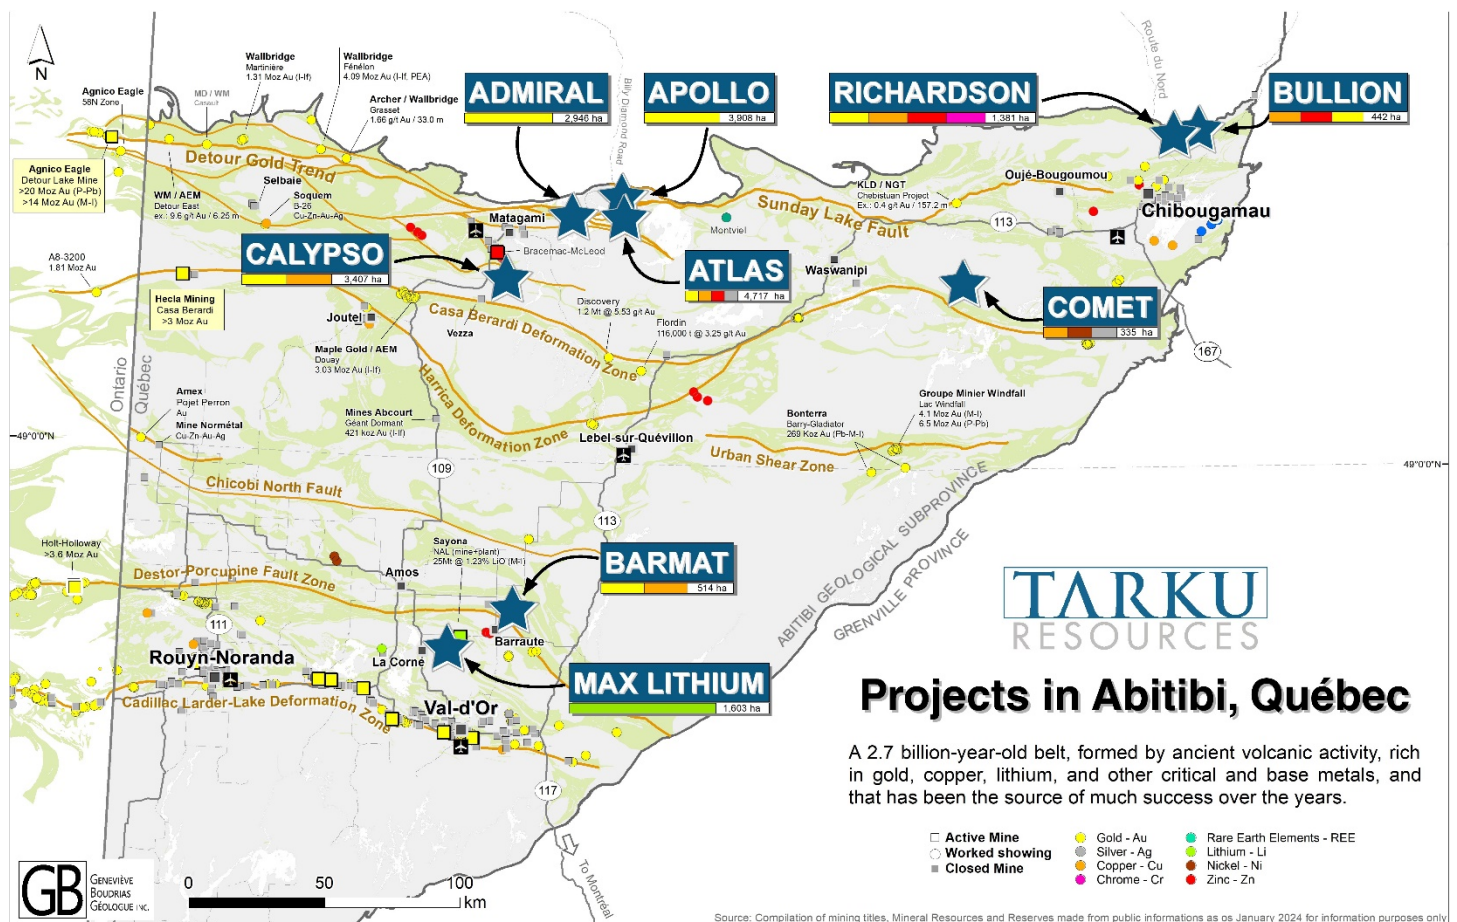 N
Agnico Eagle
58N Zone
MD / WM
Wallbridge
Martinière
1.31 Moz Au (I-If)
Wallbridge
Fénélon
4.09 Moz Au (I-If, PEA)
Archer / Wallbridge
Grasset
1.66 g/t Au / 33.0 m
ADMIRAL
2,946 ha
Billy Diamond Road
APOLLO
3,908 ha
RICHARDSON
1,381 ha
Route du Nord
BULLION
442 ha
Agnico Eagle
Detour Lake Mine
>20 Moz Au (P-Pb)
>14 Moz Au (M-I)
Detour Gold Trend
WM / AEM
Detour East
ex.: 9.6 g/t Au / 6.25 m
Selbaie
Soquem
B-26
Cu-Zn-Au-Ag
Matagami
Bracemac-McLeod
Montviel
Sunday Lake Fault
KLD / NGT
Chebistuan Project
Ex.: 0.4 g/t Au / 157.2 m
Oujé-Bougoumou
Chibougamau
113
CALYPSO
3,407 ha
ATLAS
4,717 ha
Waswanipi
COMET
335 ha
167
A8-3200
1.81 Moz Au
Hecla Mining
Casa Berardi
>3 Moz Au
Joutel
Maple Gold / AEM
Douay
3.03 Moz Au (I-If)
Vezza
Casa Berardi Deformation Zone
Discovery
1.2 Mt @ 5.53 g/t Au
Flordin
116,000 t @ 3.25 g/t Au
Ontario
Québec
Amex
Perron
Au
Mine Normétal
Cu-Zn-Au-Ag
Harricana Deformation Zone
Mines Abcourt
Géant Dormant
421 koz Au (I-If)
49°0'0"N
Lebel-sur-Quévillon
Bonterra
Barry-Gladiator
269 Koz Au (Pb-M-I)
Groupe Minier Windfall
Lac Windfall
4.1 Moz Au (M-I)
6.5 Moz Au (P-Pb)
Urban Shear Zone
49°0'0"N
109
Chicobi North Fault
113
ABITIBI GEOLOGICAL SUBPROVINCE
GRENVILLE PROVINCE
Holt-Holloway
>3.6 Moz Au
Destor-Porcupine Fault Zone
Amos
Sayona
NAL (mine+plant)
25Mt @ 1.23% LiO (M-I)
BARMAT
514 ha
111
Rouyn-Noranda
La Corne
Barraute
MAX LITHIUM
1,603 ha
Cadillac Larder-Lake Deformation Zone
Val-d'Or
117
To Montréal
TARKU
RESOURCES
Projects in Abitibi, Québec
A 2.7 billion-year-old belt, formed by ancient volcanic activity, rich
in gold, copper, lithium, and other critical and base metals, and
that has been the source of much success over the years.
Active Mine
Worked showing
Closed Mine
Gold - Au
Silver - Ag
Copper - Cu
Chrome - Cr
Rare Earth Elements - REE
Lithium - Li
Nickel - Ni
Zinc - Zn
GB
GENEVIÈVE
BOUDRIAS
GÉOLOGUE INC.
0 50 100
km
Source: Compilation of mining titles, Mineral Resources and Reserves made from public informations as os January 2024 for information purposes only